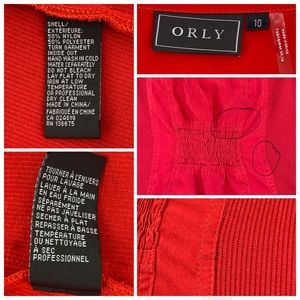 SHELL/
EXTÉRIEURE:
50% NYLON
50% POLYESTER
TURN GARMENT
INSIDE OUT
HAND WASH IN COLD
WATER SEPARATELY
DO NOT BLEACH
LAY FLAT TO DRY
IRON AT LOW
TEMPERATURE
OR PROFESSIONAL
DRY CLEAN
MADE IN CHINA/
FABRIQUÉ EN CHINE
CA 02A619
RN 136675
ORLY
10
TOURNER À L'ENVERS
POUR LAVAGE
LAVER À LA MAIN
EN EAU FROIDE
SÉPARÉMENT
NE PAS JAVELISER
SÉCHER À PLAT
REPASSER À BASSE
TEMPÉRATURE
OU NETTOYAGE
À SEC
PROFESSIONNEL